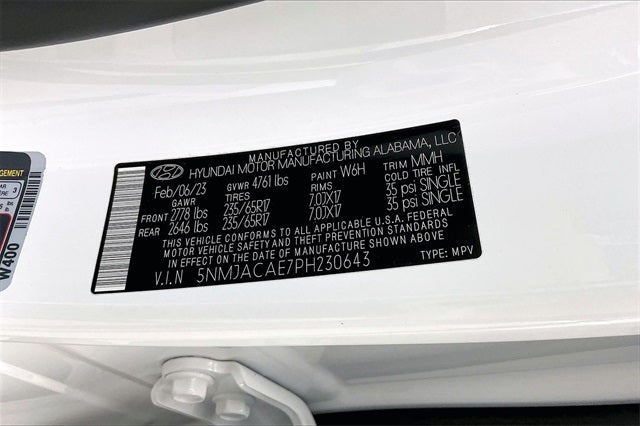 MANUFACTURED BY
HYUNDAI MOTOR MANUFACTURING ALABAMA, LLC
Feb/06/23 GVWR 4761 lbs PAINT W6H TRIM MMH
GAWR TIRES RIMS COLD TIRE INFL
FRONT 2778 lbs 235/65R17 7.0JX17 35 psi SINGLE
REAR 2646 lbs 235/65R17 7.0JX17 35 psi SINGLE
THIS VEHICLE CONFORMS TO ALL APPLICABLE U.S.A. FEDERAL
MOTOR VEHICLE SAFETY AND THEFT PREVENTION STANDARDS
IN EFFECT ON THE DATE OF MANUFACTURE SHOWN ABOVE.
V.I.N 5NMJACAE7PH230643 TYPE: MPV
W400